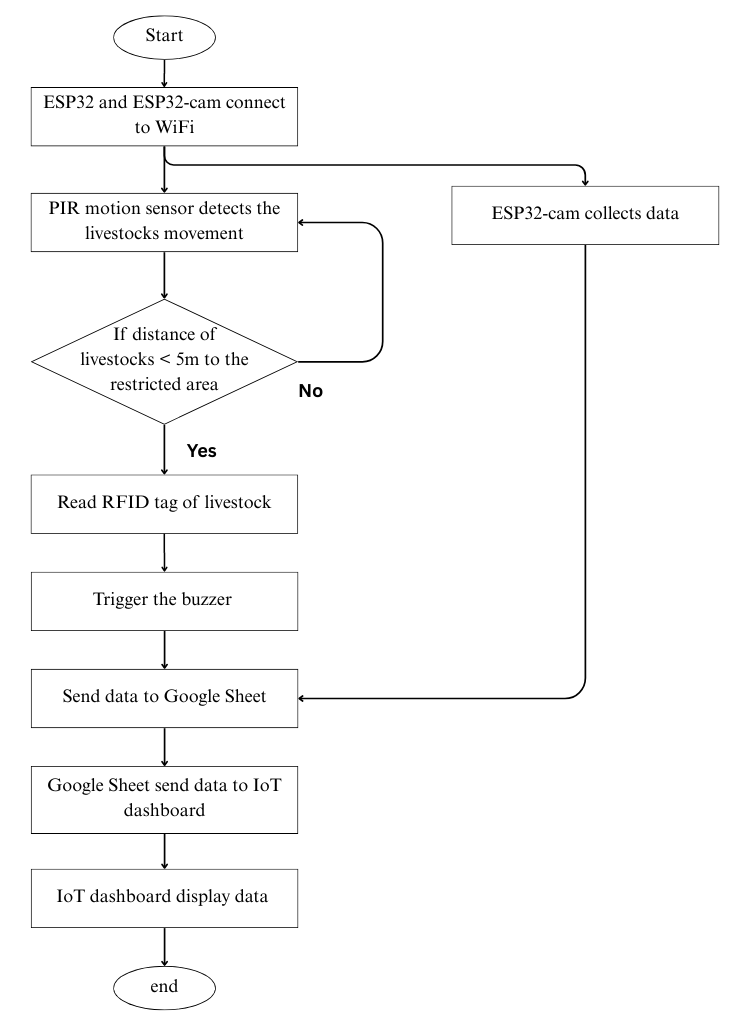 Start
ESP32 and ESP32-cam connect
to WiFi
PIR motion sensor detects the
livestocks movement
ESP32-cam collects data
If distance of
livestocks < 5m to the
restricted area
No
Yes
Read RFID tag of livestock
Trigger the buzzer
Send data to Google Sheet
Google Sheet send data to IoT
dashboard
IoT dashboard display data
end